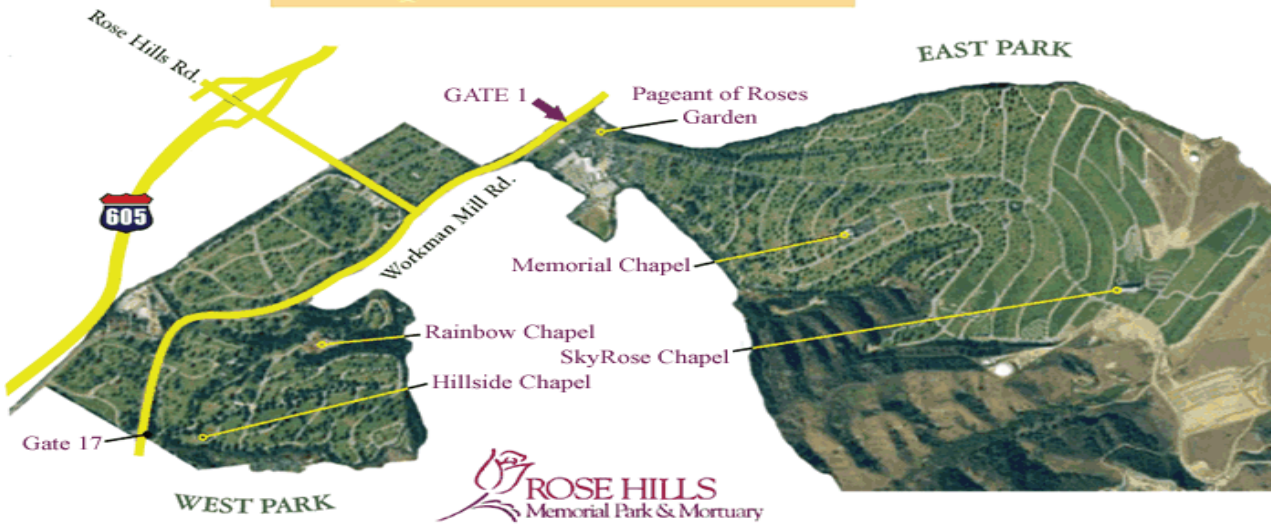 EAST PARK
Rose Hills Rd.
GATE 1
Pageant of Roses
Garden
605
Workman Mill Rd.
Memorial Chapel
Rainbow Chapel
SkyRose Chapel
Hillside Chapel
Gate 17
WEST PARK
ROSE HILLS
Memorial Park & Mortuary